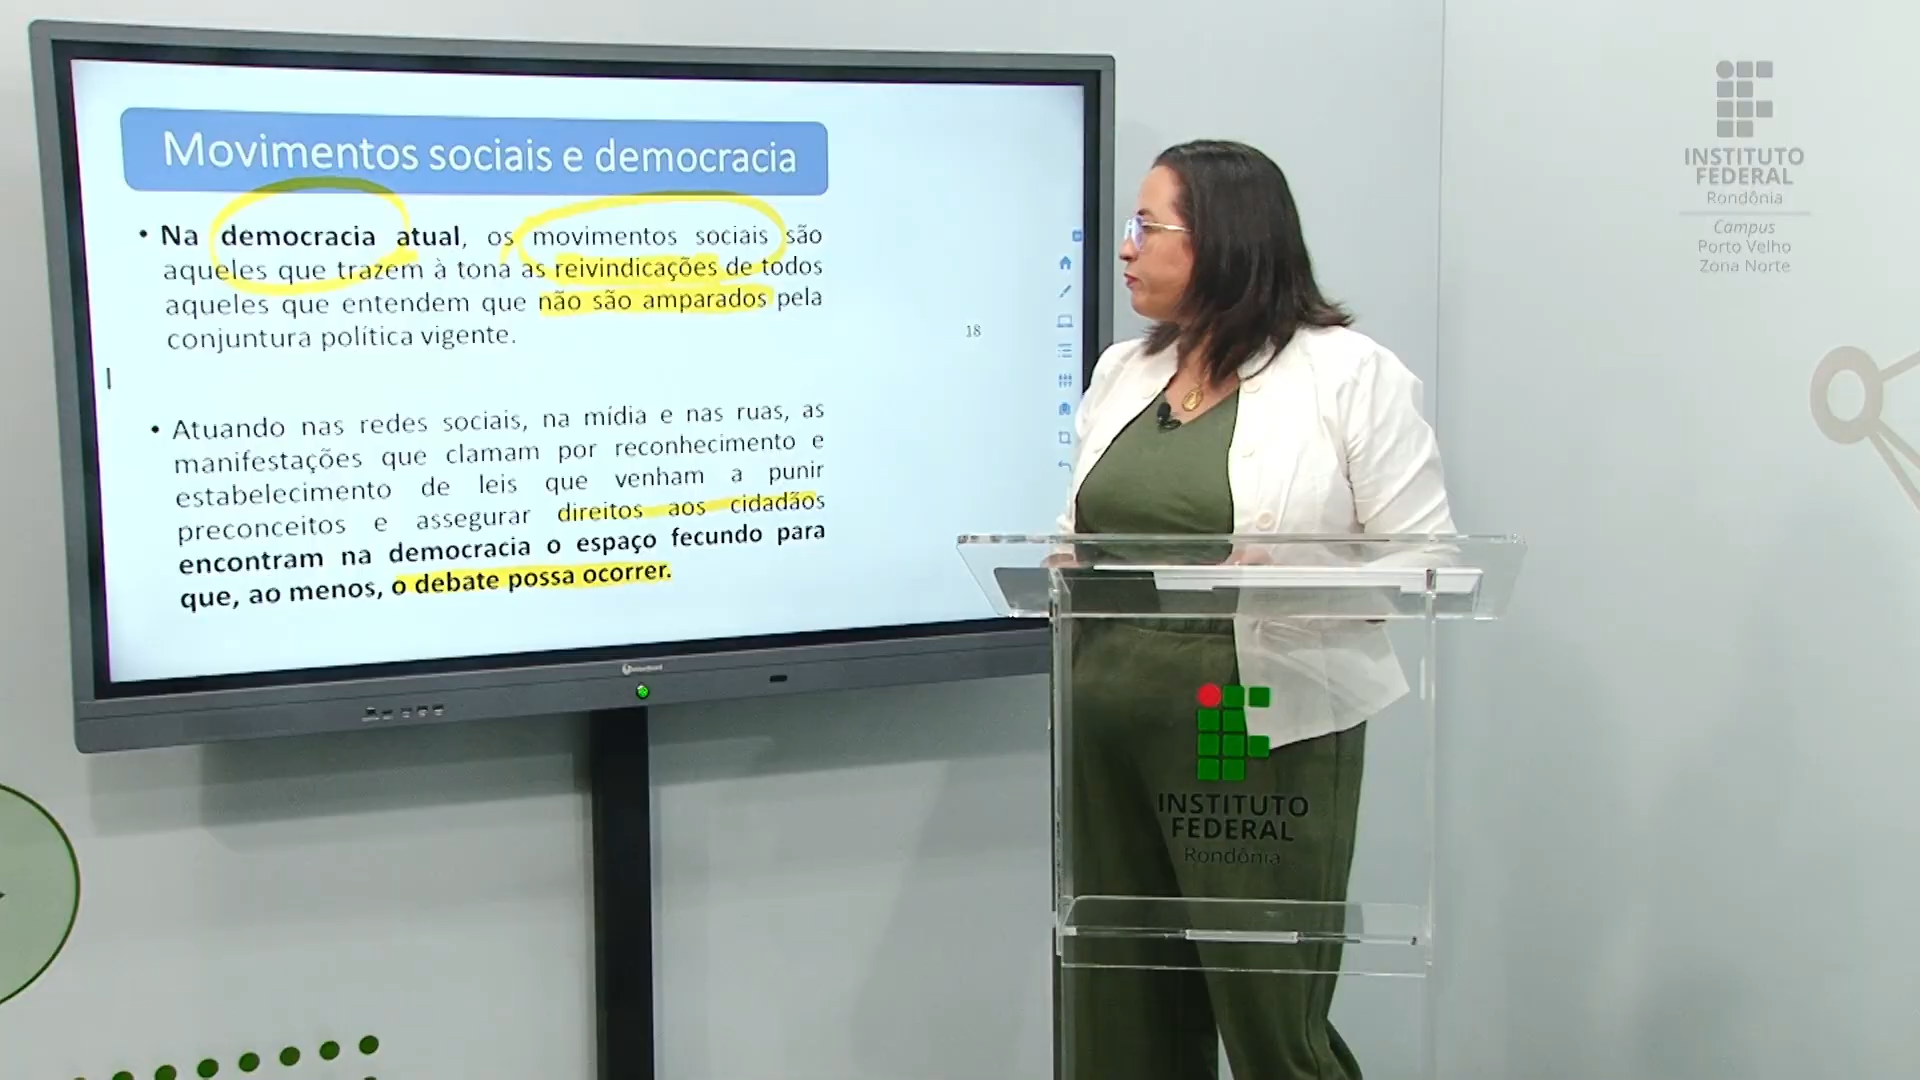 Movimentos sociais e democracia
• Na democracia atual, os movimentos sociais são
aqueles que trazem à tona as reivindicações de todos
aqueles que entendem que não são amparados pela
conjuntura política vigente.
18
• Atuando nas redes sociais, na mídia e nas ruas, as
manifestações que clamam por reconhecimento e
estabelecimento de leis que venham a punir
preconceitos e assegurar direitos aos cidadãos
encontram na democracia o espaço fecundo para
que, ao menos, o debate possa ocorrer.
INSTITUTO
FEDERAL
Rondônia
Campus
Porto Velho
Zona Norte
INSTITUTO
FEDERAL
Rondônia